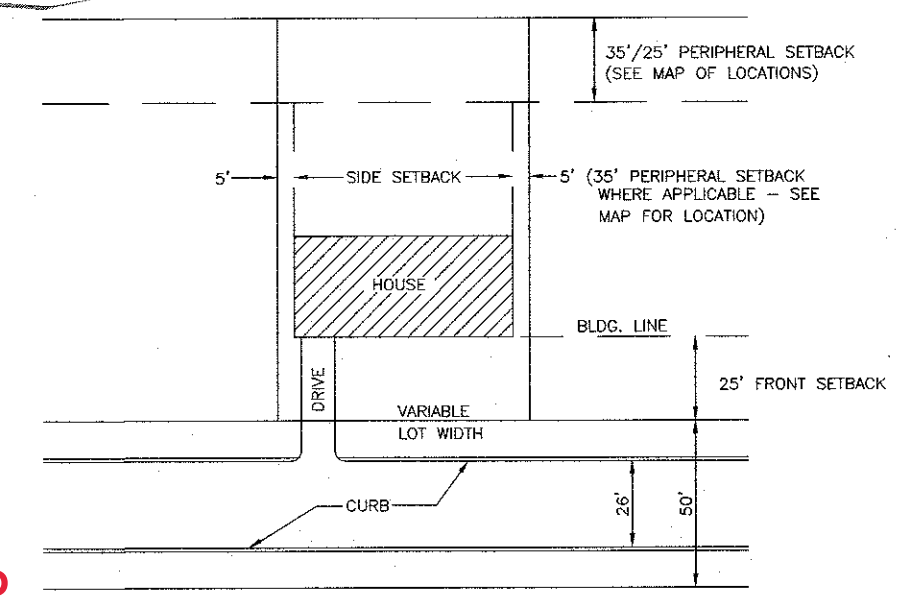 35'/25' PERIPHERAL SETBACK
(SEE MAP OF LOCATIONS)
5'
SIDE SETBACK
5' (35' PERIPHERAL SETBACK
WHERE APPLICABLE – SEE
MAP FOR LOCATION)
HOUSE
BLDG. LINE
DRIVE
25' FRONT SETBACK
VARIABLE
LOT WIDTH
CURB
26'
50'